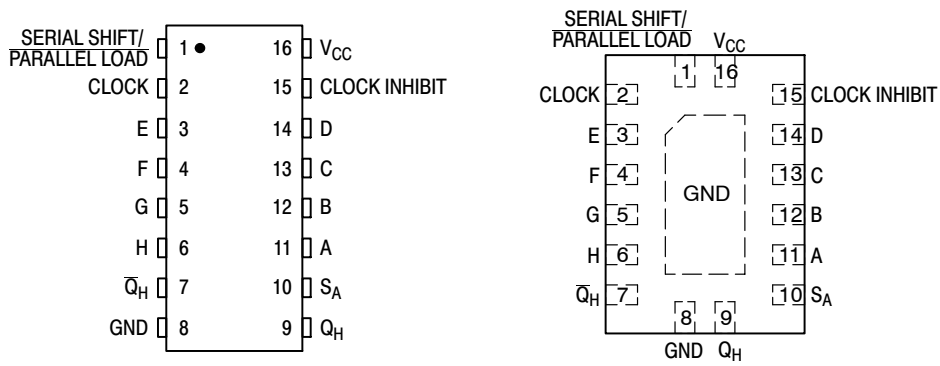 SERIAL SHIFT/
PARALLEL LOAD 1 16 VCC
CLOCK 2 15 CLOCK INHIBIT
E 3 14 D
F 4 13 C
G 5 12 B
H 6 11 A
Q̅H 7 10 SA
GND 8 9 QH
SERIAL SHIFT/
PARALLEL LOAD VCC
1 16
CLOCK 2 15 CLOCK INHIBIT
E 3 14 D
F 4 13 C
GND
G 5 12 B
H 6 11 A
Q̅H 7 10 SA
8 9
GND QH